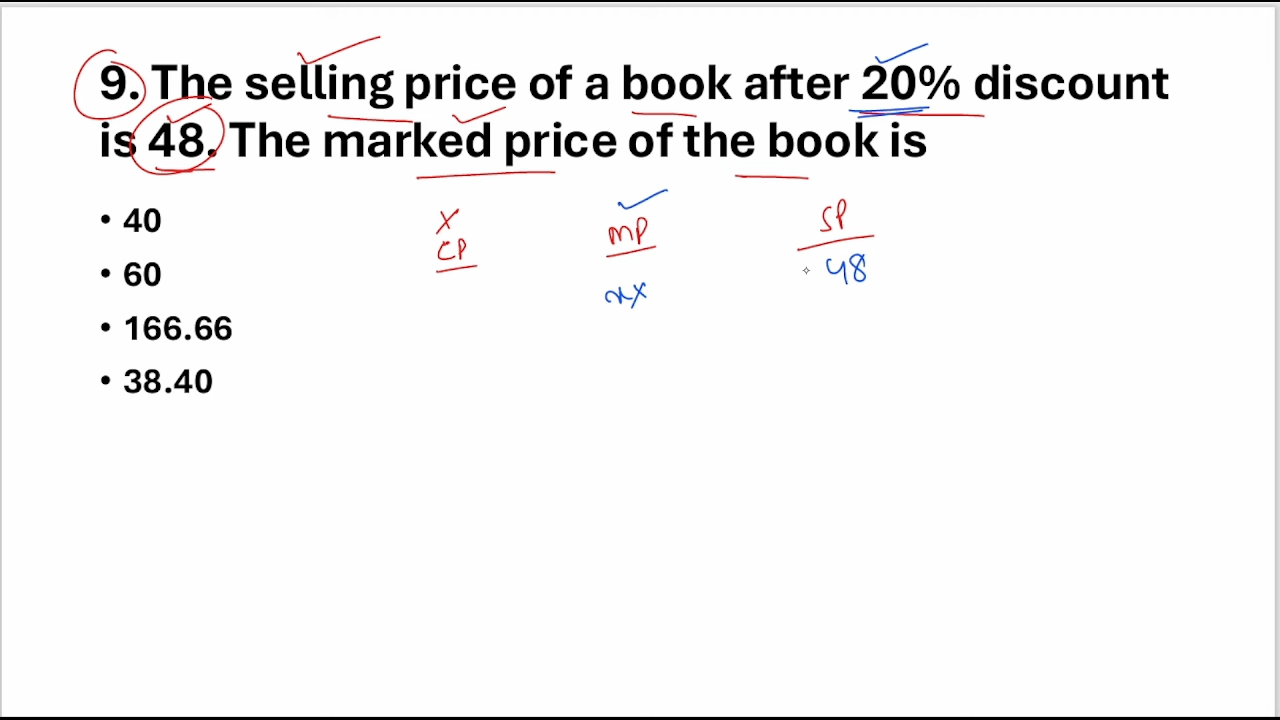 9. The selling price of a book after 20% discount
is 48. The marked price of the book is
• 40
• 60
• 166.66
• 38.40
X
CP
MP
SP
48